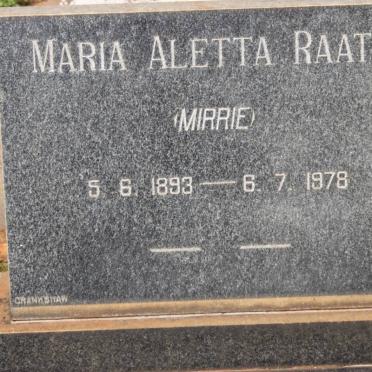 MARIA ALETTA RAAT
(MIRRIE)
5. 6. 1893 — 6. 7. 1978
CRANKSHAW